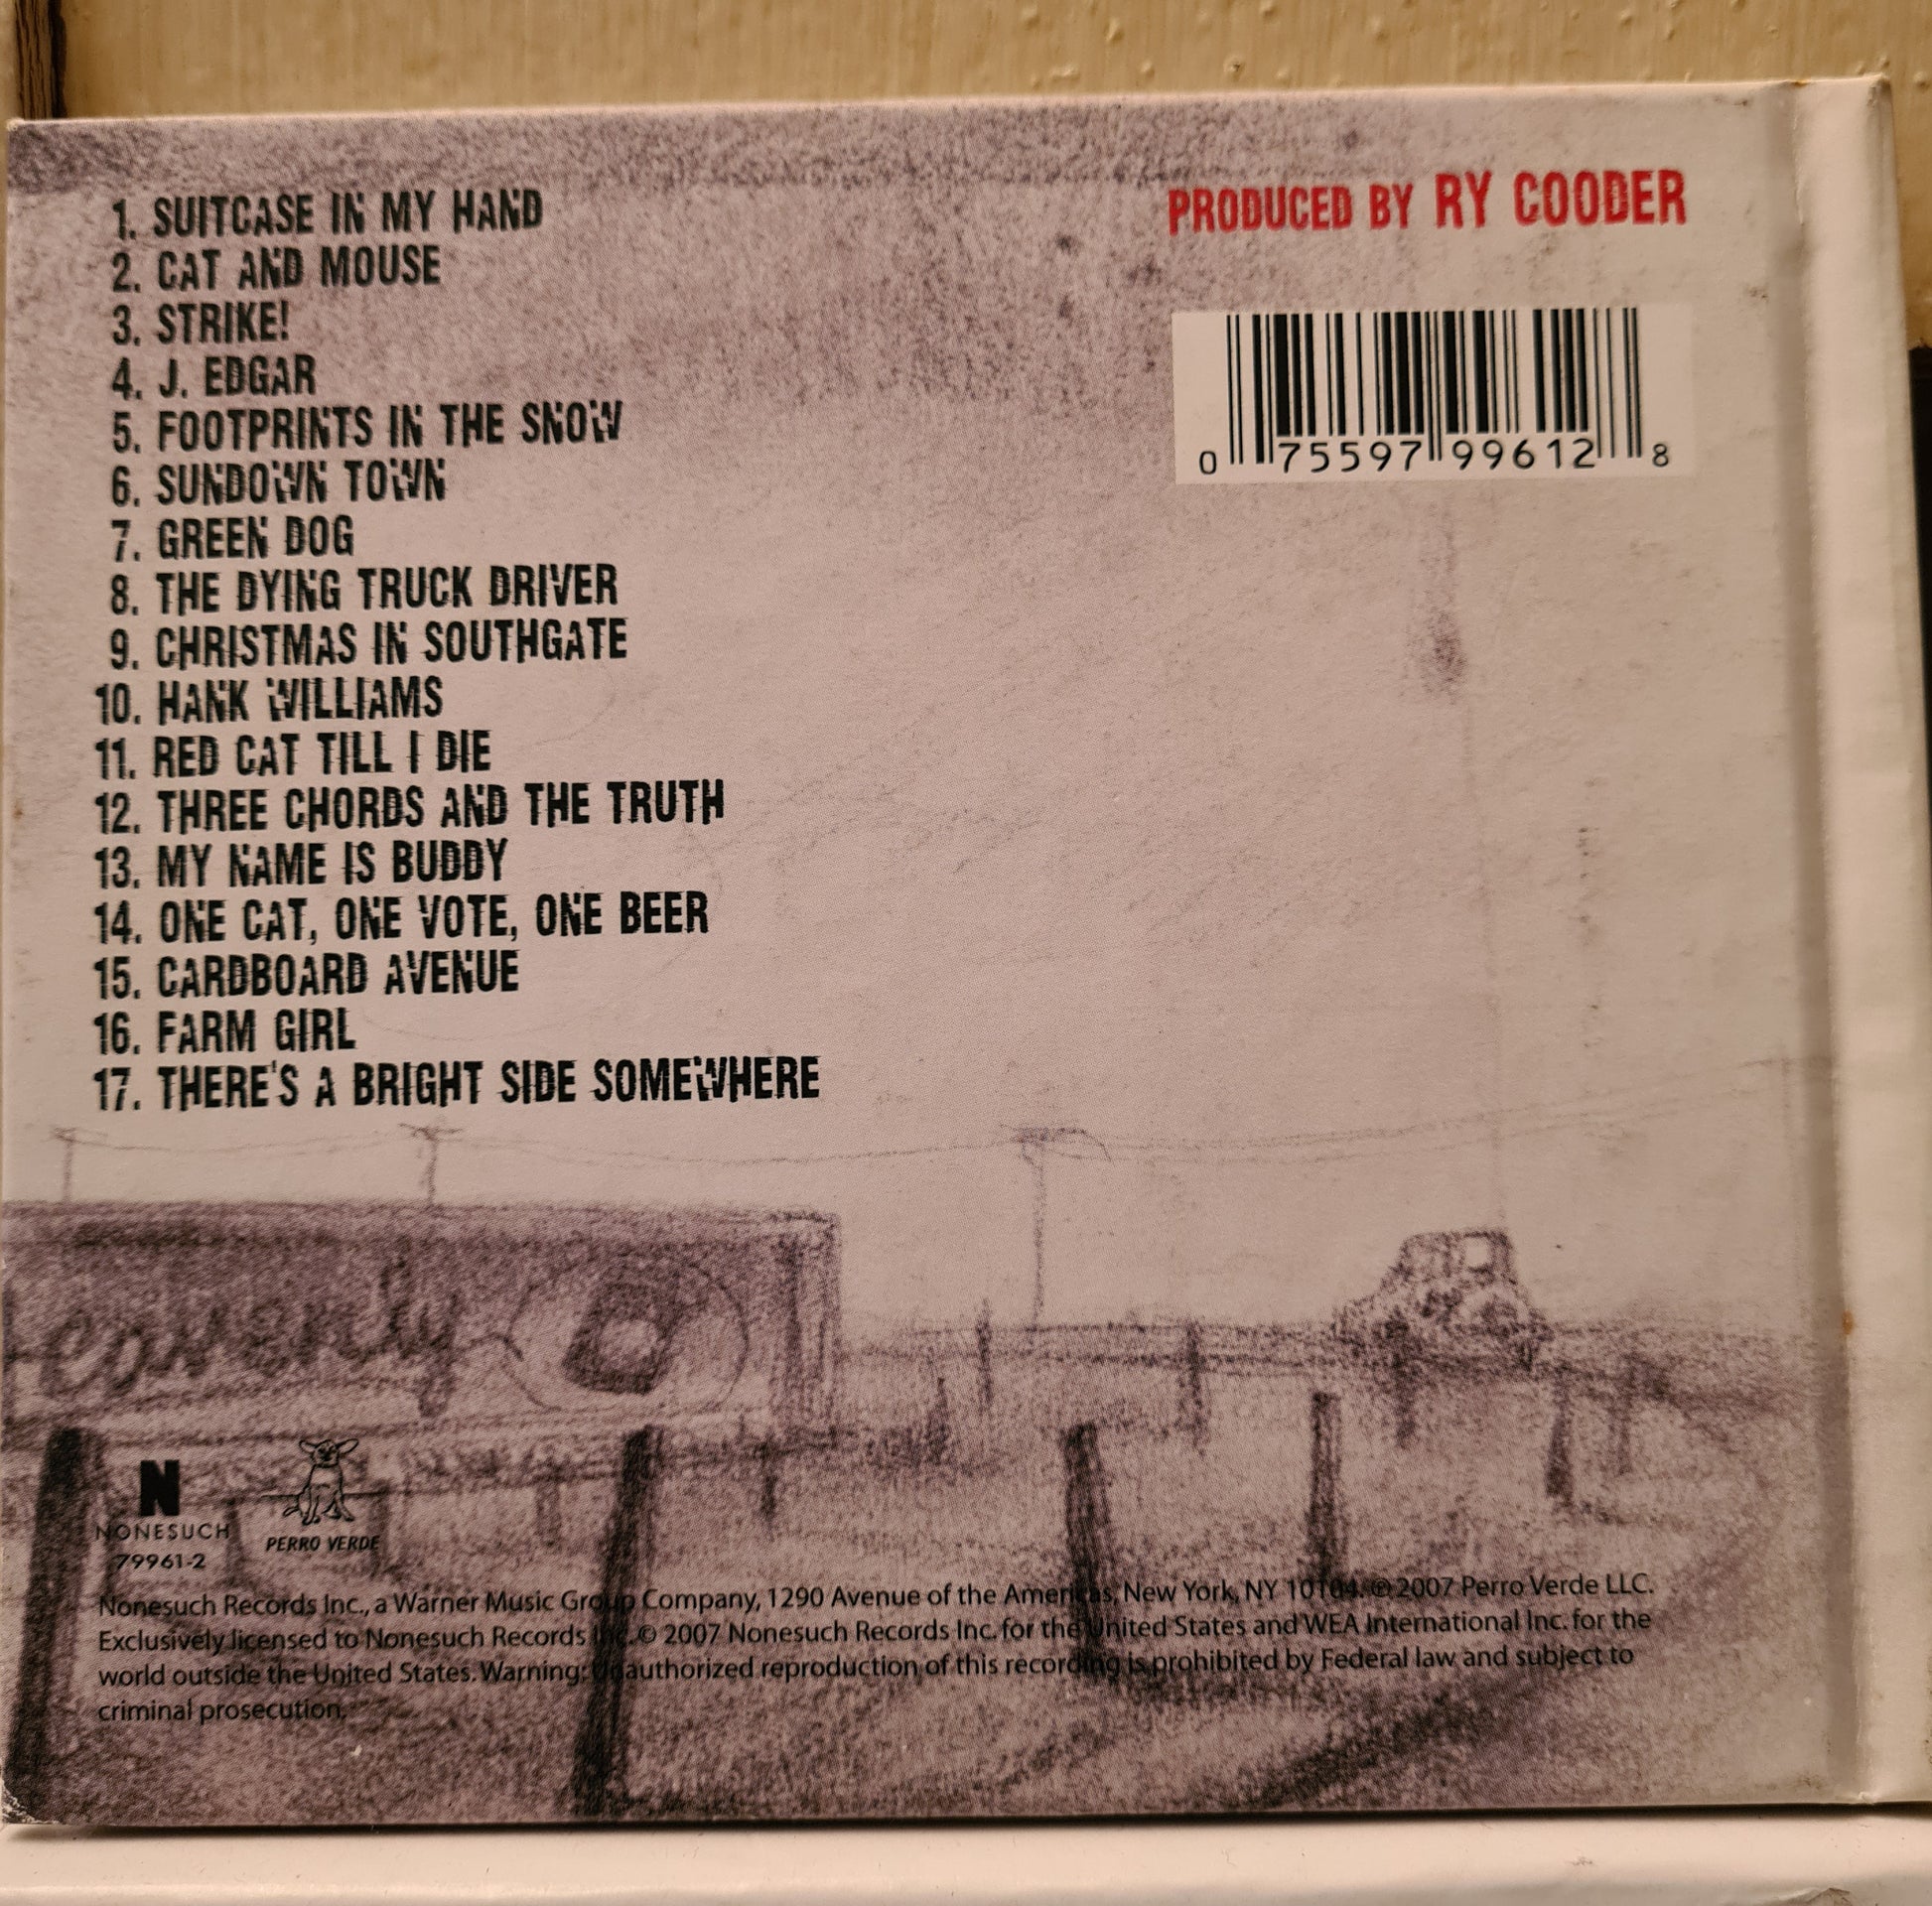 1. SUITCASE IN MY HAND
2. CAT AND MOUSE
3. STRIKE!
4. J. EDGAR
5. FOOTPRINTS IN THE SNOW
6. SUNDOWN TOWN
7. GREEN DOG
8. THE DYING TRUCK DRIVER
9. CHRISTMAS IN SOUTHGATE
10. HANK WILLIAMS
11. RED CAT TILL I DIE
12. THREE CHORDS AND THE TRUTH
13. MY NAME IS BUDDY
14. ONE CAT, ONE VOTE, ONE BEER
15. CARDBOARD AVENUE
16. FARM GIRL
17. THERE'S A BRIGHT SIDE SOMEWHERE
PRODUCED BY RY COODER
0 75597 99612 8
N
NONESUCH
79961-2
PERRO VERDE
Nonesuch Records Inc., a Warner Music Group Company, 1290 Avenue of the Americas, New York, NY 10104. ℗ 2007 Perro Verde LLC.
Exclusively licensed to Nonesuch Records Inc. © 2007 Nonesuch Records Inc. for the United States and WEA International Inc. for the
world outside the United States. Warning: Unauthorized reproduction of this recording is prohibited by Federal law and subject to
criminal prosecution.